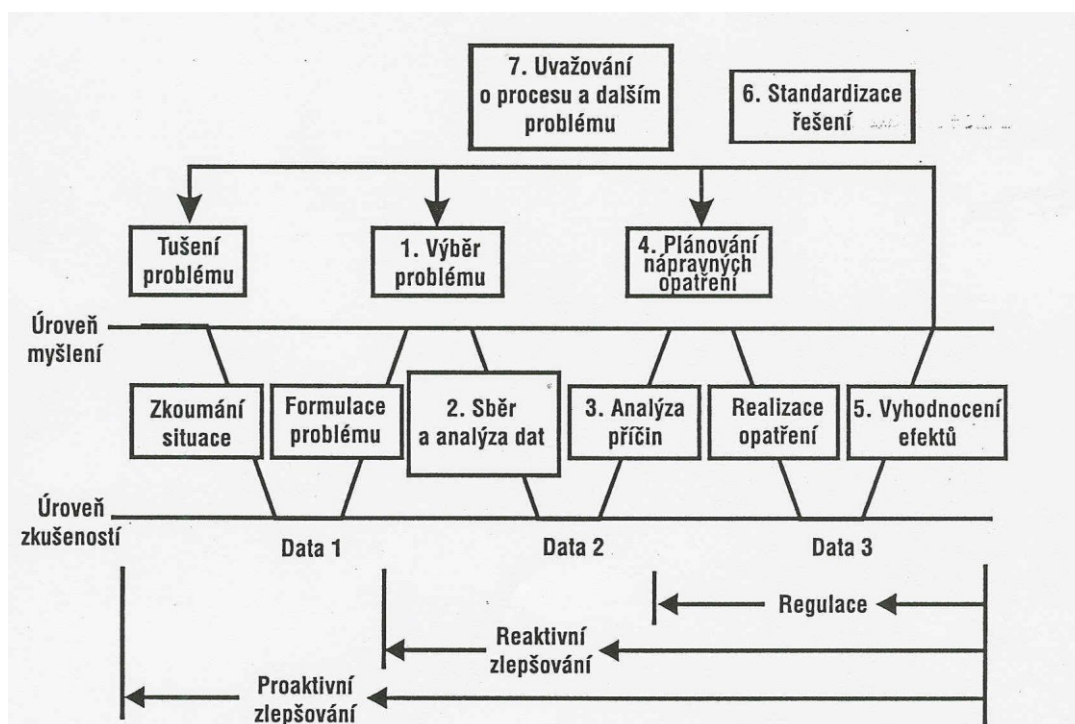 7. Uvažování
o procesu a dalším
problému
6. Standardizace
řešení
Tušení
problému
1. Výběr
problému
4. Plánování
nápravných
opatření
Úroveň
myšlení
Zkoumání
situace
Formulace
problému
2. Sběr
a analýza dat
3. Analýza
příčin
Realizace
opatření
5. Vyhodnocení
efektů
Úroveň
zkušeností
Data 1
Data 2
Data 3
Regulace
Reaktivní
zlepšování
Proaktivní
zlepšování